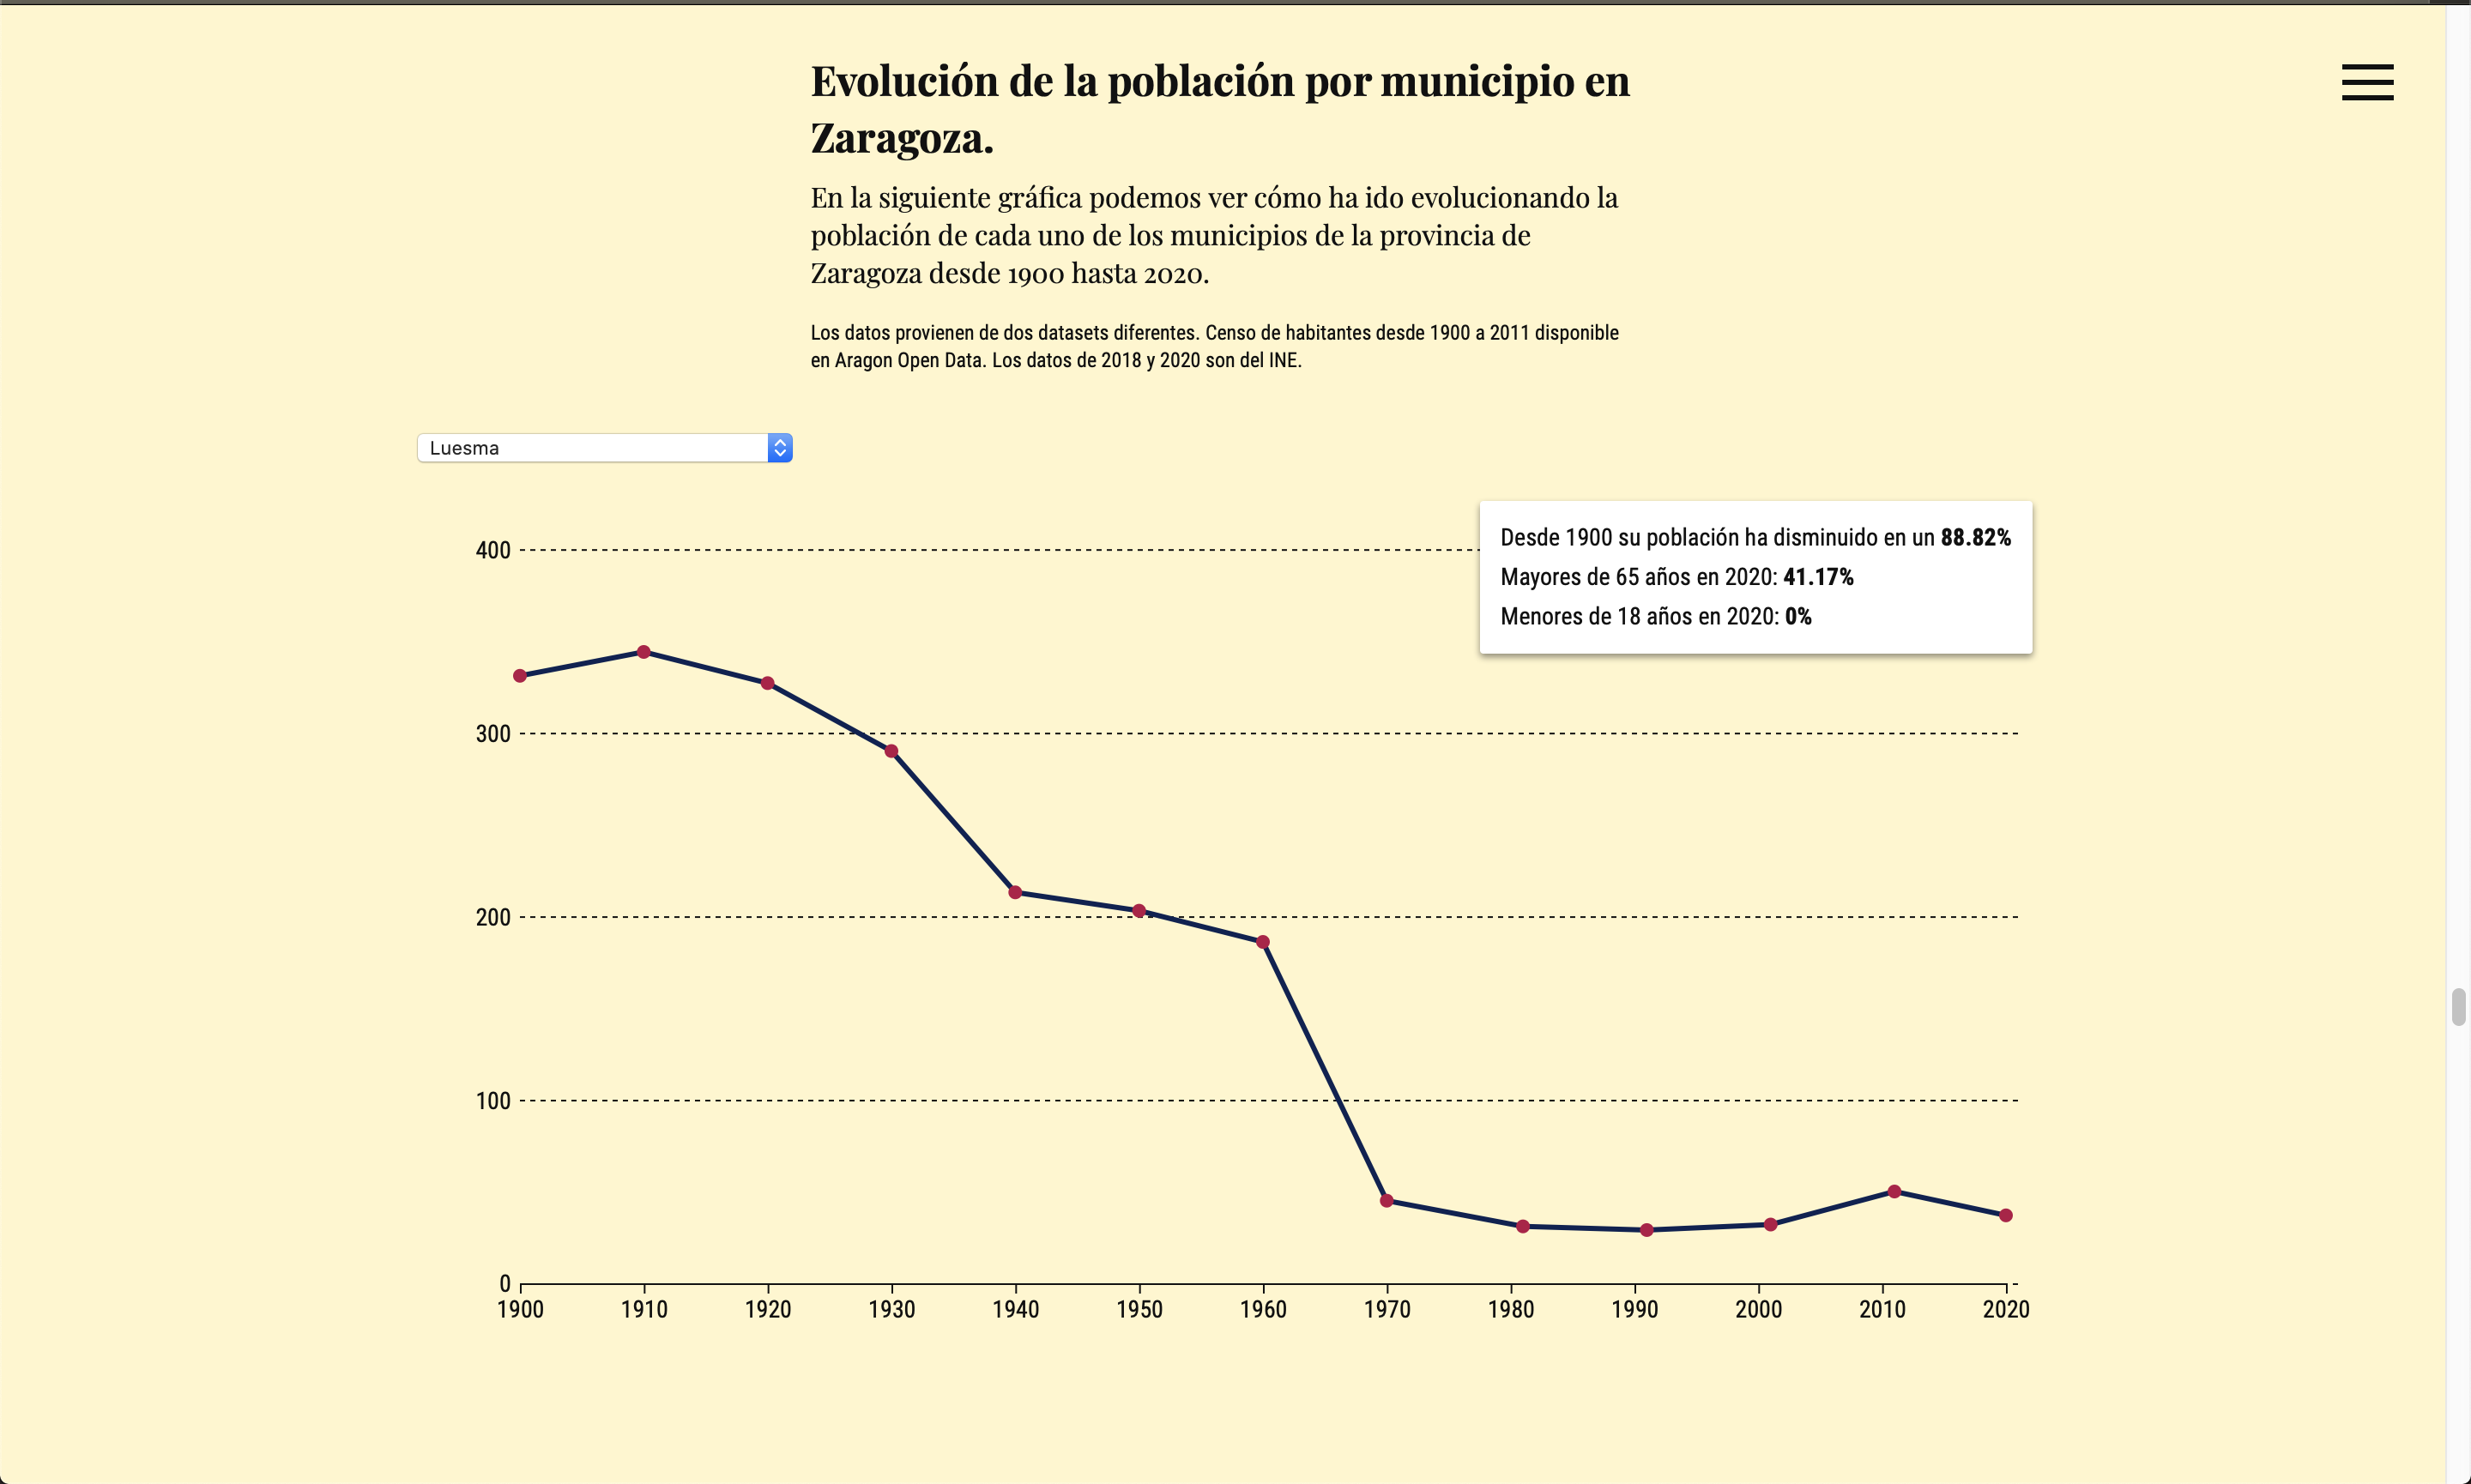 Evolución de la población por municipio en
Zaragoza.
En la siguiente gráfica podemos ver cómo ha ido evolucionando la
población de cada uno de los municipios de la provincia de
Zaragoza desde 1900 hasta 2020.
Los datos provienen de dos datasets diferentes. Censo de habitantes desde 1900 a 2011 disponible
en Aragon Open Data. Los datos de 2018 y 2020 son del INE.
Luesma
Desde 1900 su población ha disminuido en un 88.82%
Mayores de 65 años en 2020: 41.17%
Menores de 18 años en 2020: 0%
400
300
200
100
0
1900 1910 1920 1930 1940 1950 1960 1970 1980 1990 2000 2010 2020